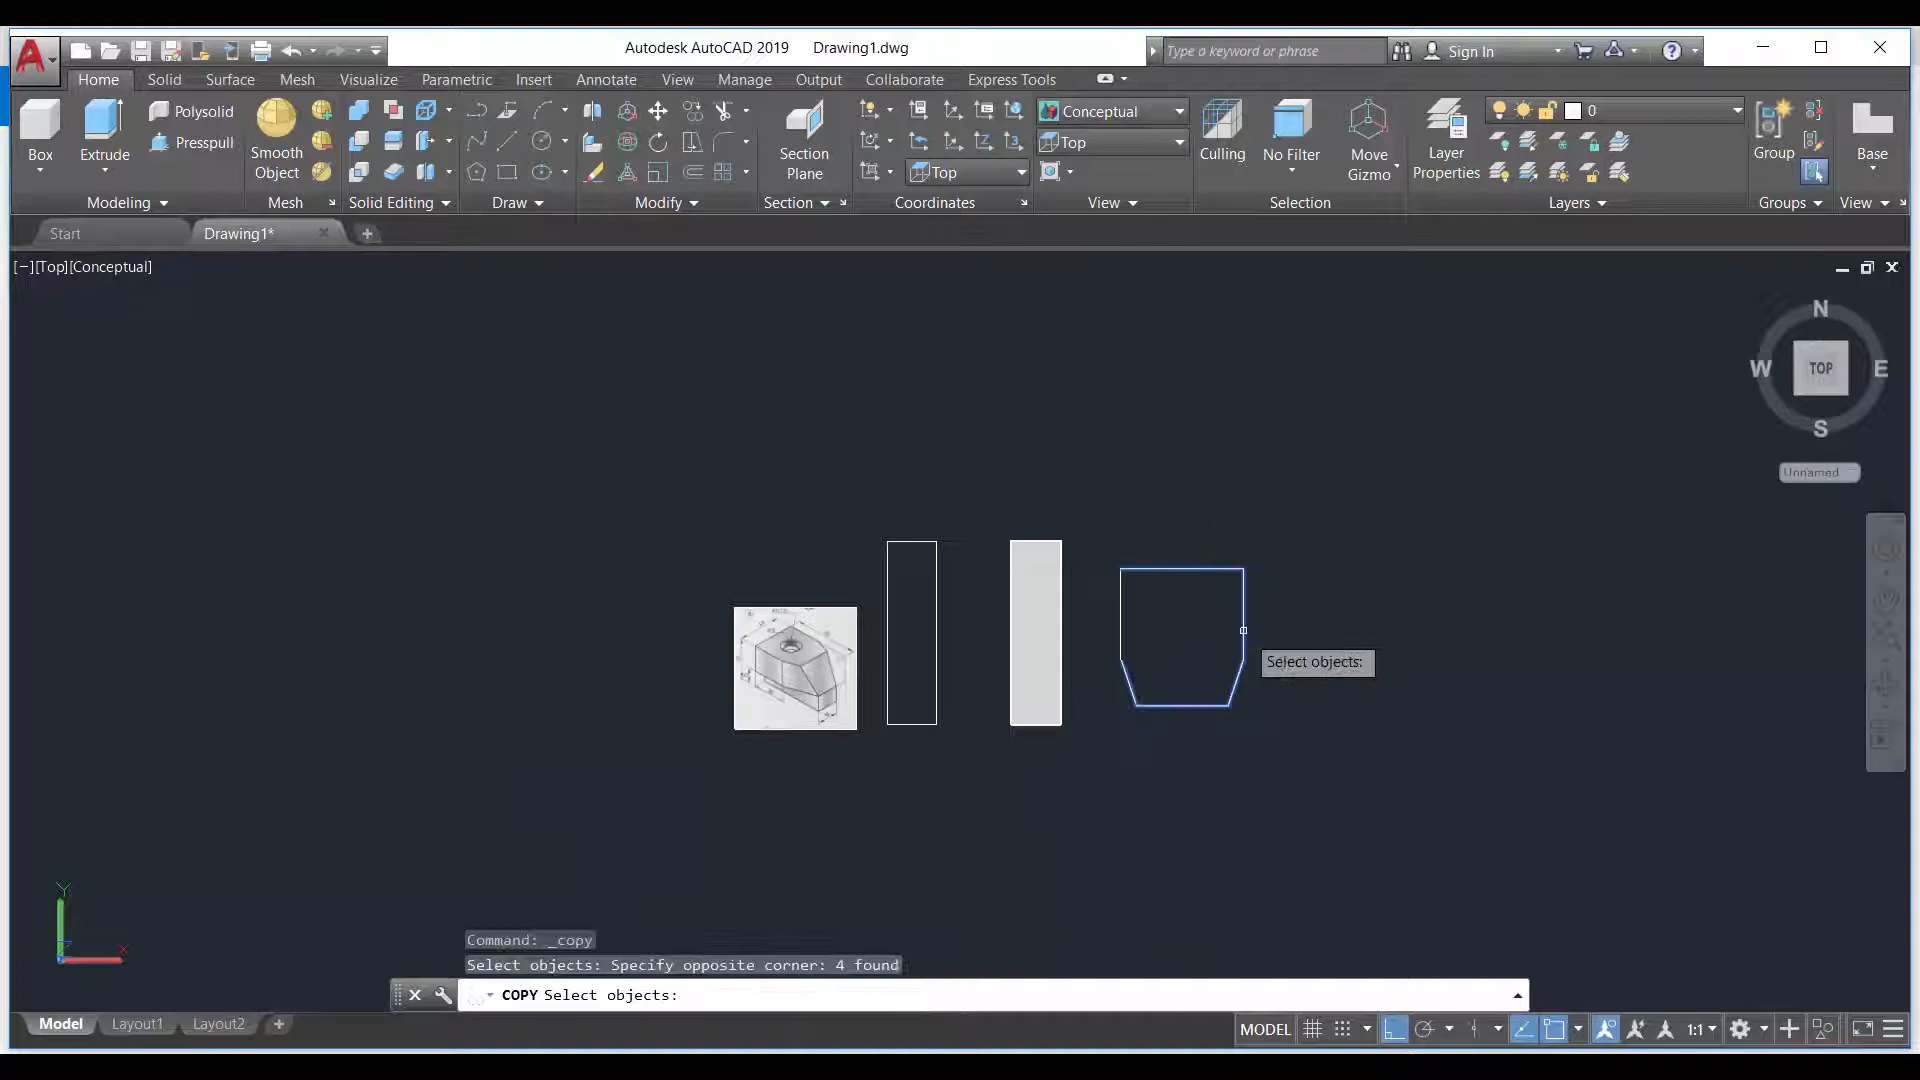 Autodesk AutoCAD 2019 Drawing1.dwg
Type a keyword or phrase
Sign In
Home Solid Surface Mesh Visualize Parametric Insert Annotate View Manage Output Collaborate Express Tools
Box
Extrude
Polysolid
Presspull
Smooth
Object
Section
Plane
Conceptual
Top
Top
Culling
No Filter
Move
Gizmo
Layer
Properties
0
Group
Base
Modeling
Mesh
Solid Editing
Draw
Modify
Section
Coordinates
View
Selection
Layers
Groups
View
Start
Drawing1*
[−][Top][Conceptual]
N
W
TOP
E
S
Unnamed
Select objects:
Y
X
Command: _copy
Select objects: Specify opposite corner: 4 found
COPY Select objects:
Model
Layout1
Layout2
MODEL
1:1